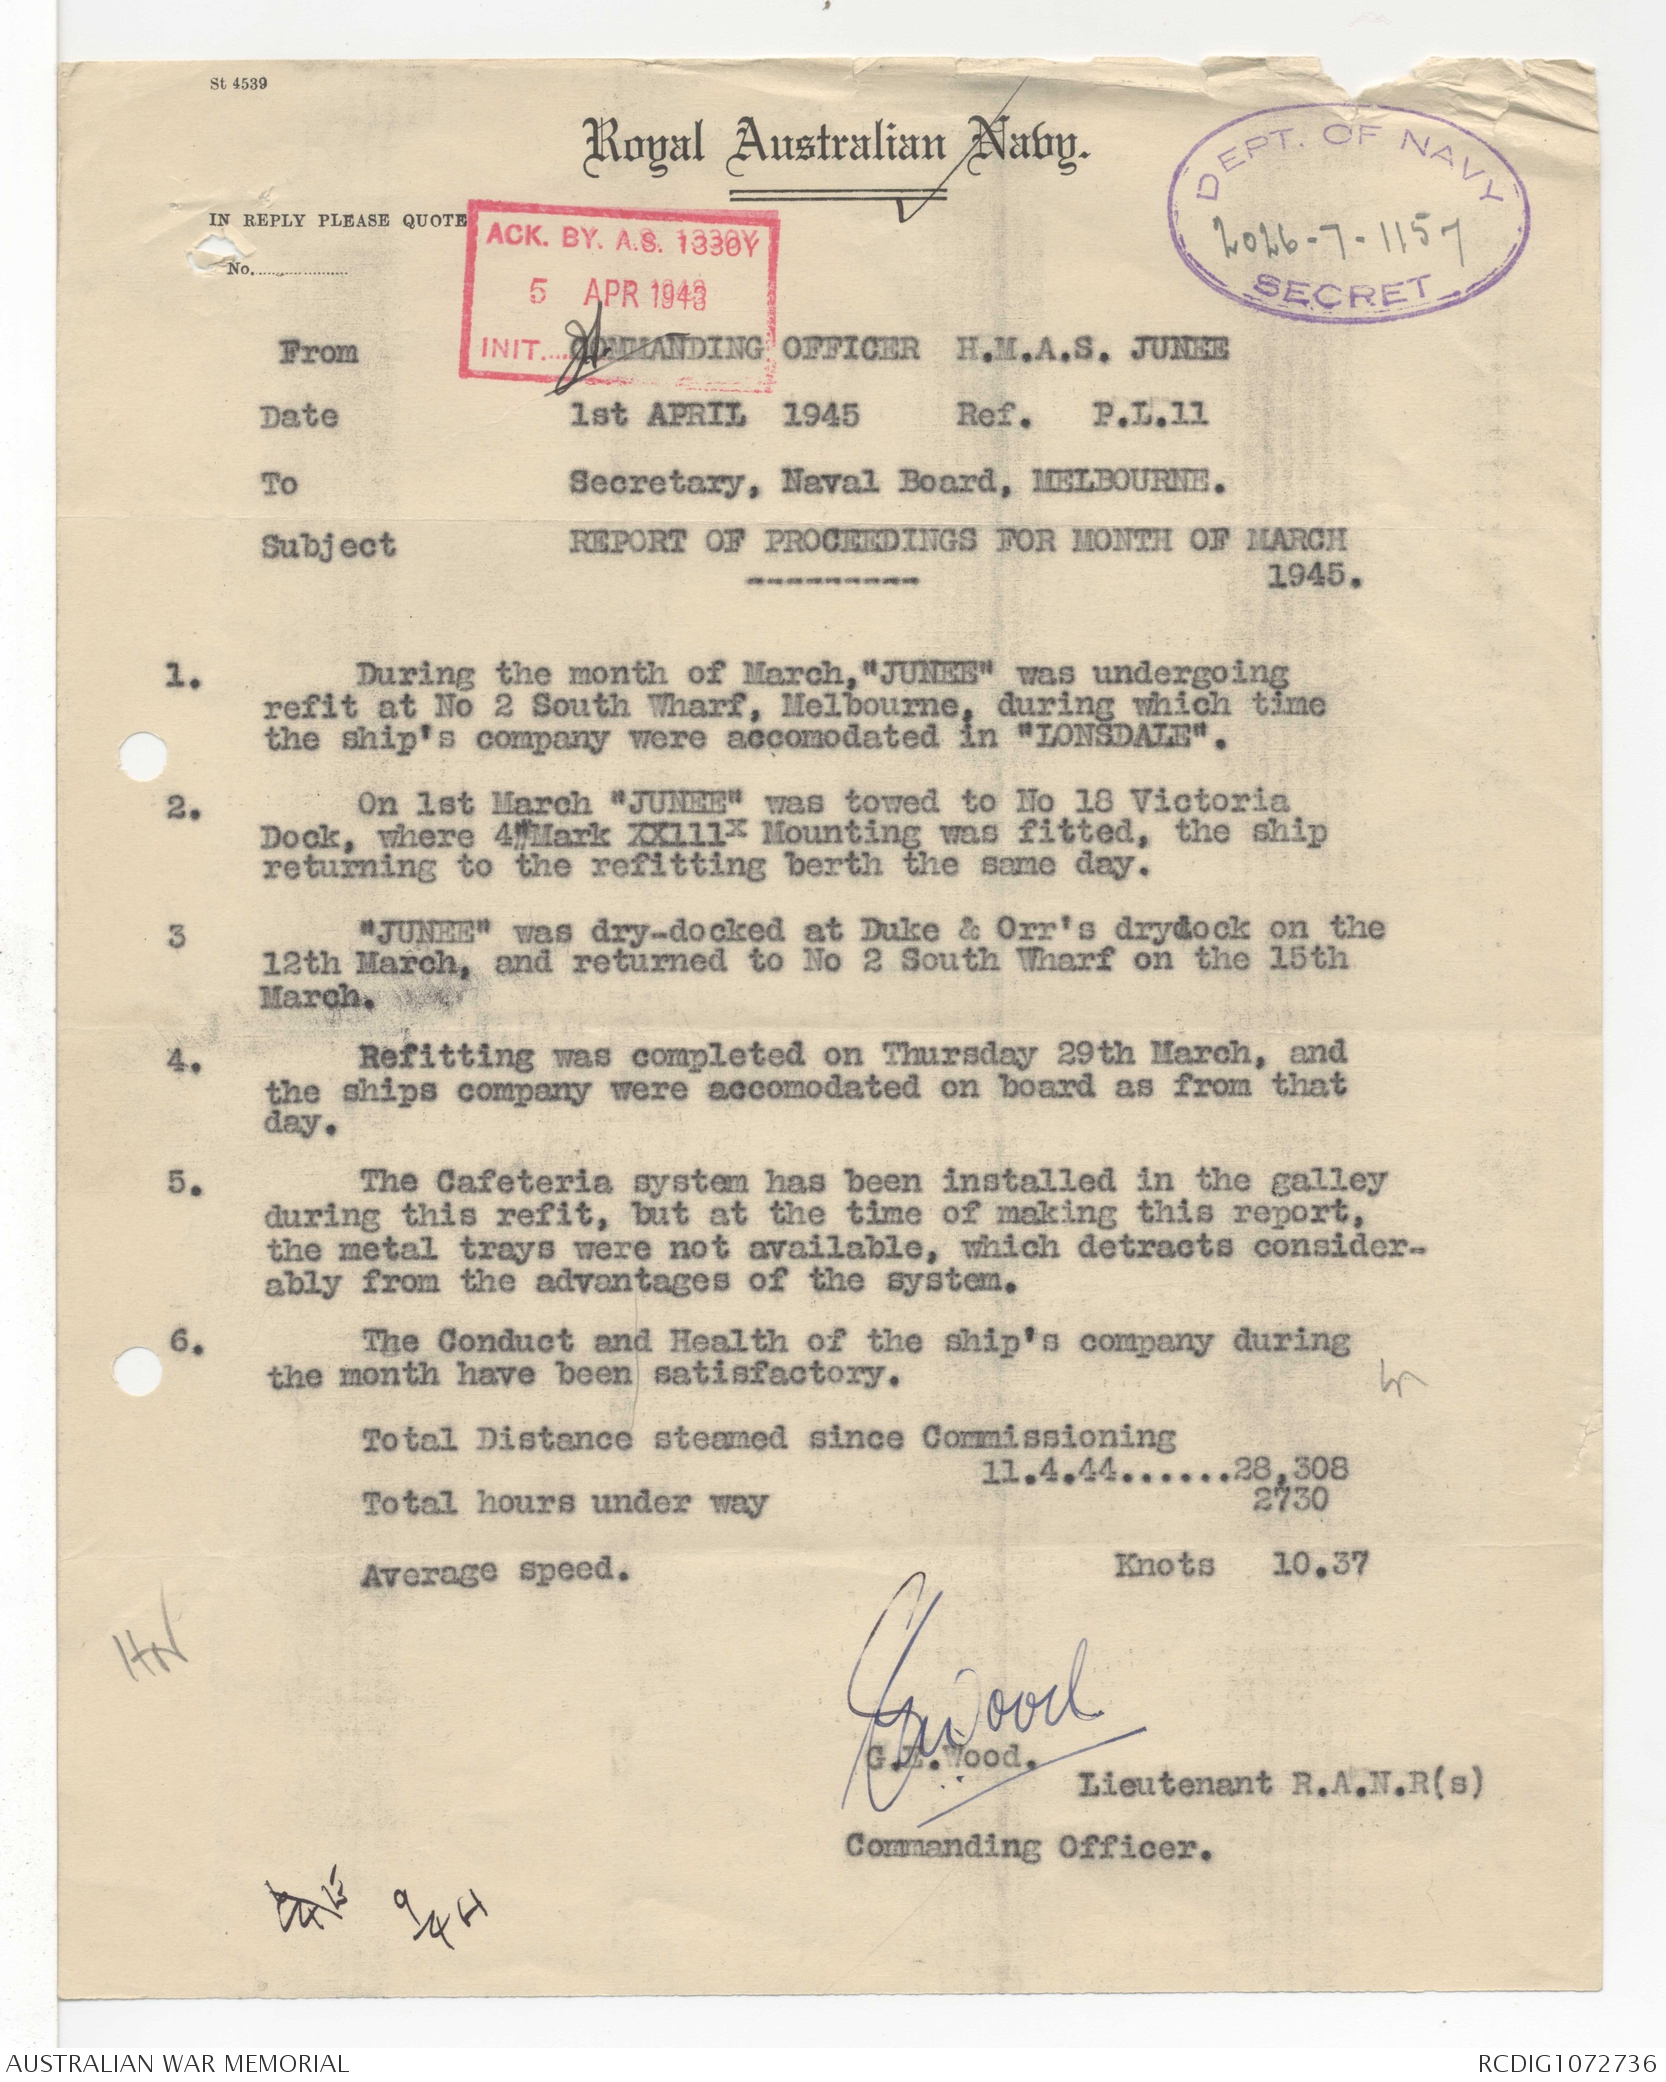 St 4539
Royal Australian Navy.
DEPT. OF NAVY
2026-7-1157
SECRET
IN REPLY PLEASE QUOTE
No.
ACK. BY. A.S. 1330Y
5 APR 1943
INIT....
From COMMANDING OFFICER H.M.A.S. JUNEE
Date 1st APRIL 1945 Ref. P.L.11
To Secretary, Naval Board, MELBOURNE.
Subject REPORT OF PROCEEDINGS FOR MONTH OF MARCH
1945.
----------
1. During the month of March,"JUNEE" was undergoing
refit at No 2 South Wharf, Melbourne, during which time
the ship's company were accomodated in "LONSDALE".
2. On 1st March "JUNEE" was towed to No 18 Victoria
Dock, where 4"Mark XX111x Mounting was fitted, the ship
returning to the refitting berth the same day.
3 "JUNEE" was dry-docked at Duke & Orr's drydock on the
12th March, and returned to No 2 South Wharf on the 15th
March.
4. Refitting was completed on Thursday 29th March, and
the ships company were accomodated on board as from that
day.
5. The Cafeteria system has been installed in the galley
during this refit, but at the time of making this report,
the metal trays were not available, which detracts consider-
ably from the advantages of the system.
6. The Conduct and Health of the ship's company during
the month have been satisfactory.
Total Distance steamed since Commissioning
11.4.44......28,308
Total hours under way 2730
Average speed. Knots 10.37
HN
GEWood
G.E.Wood.
Lieutenant R.A.N.R(s)
Commanding Officer.
9/4
AUSTRALIAN WAR MEMORIAL RCDIG1072736